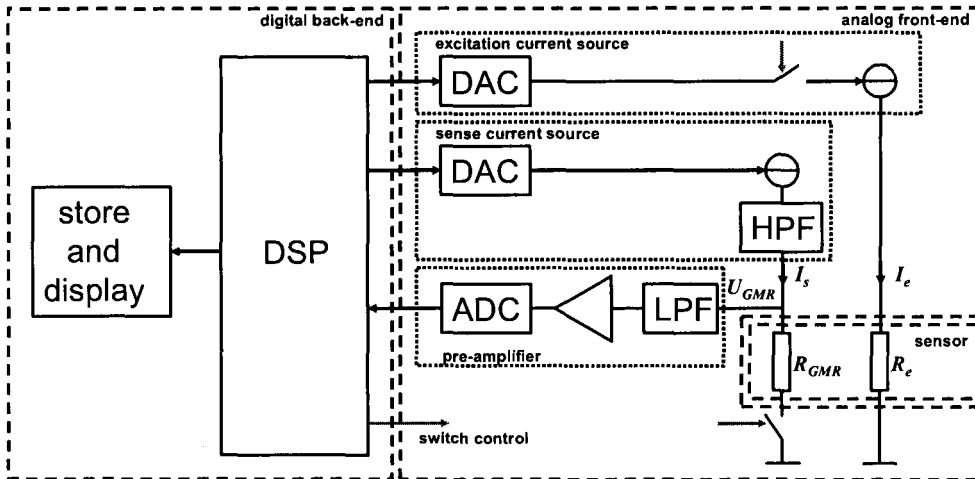 digital back-end
analog front-end
excitation current source
DAC
sense current source
DAC
HPF
store
and
display
DSP
ADC
LPF
pre-amplifier
U_GMR
I_s
I_e
sensor
R_GMR
R_e
switch control